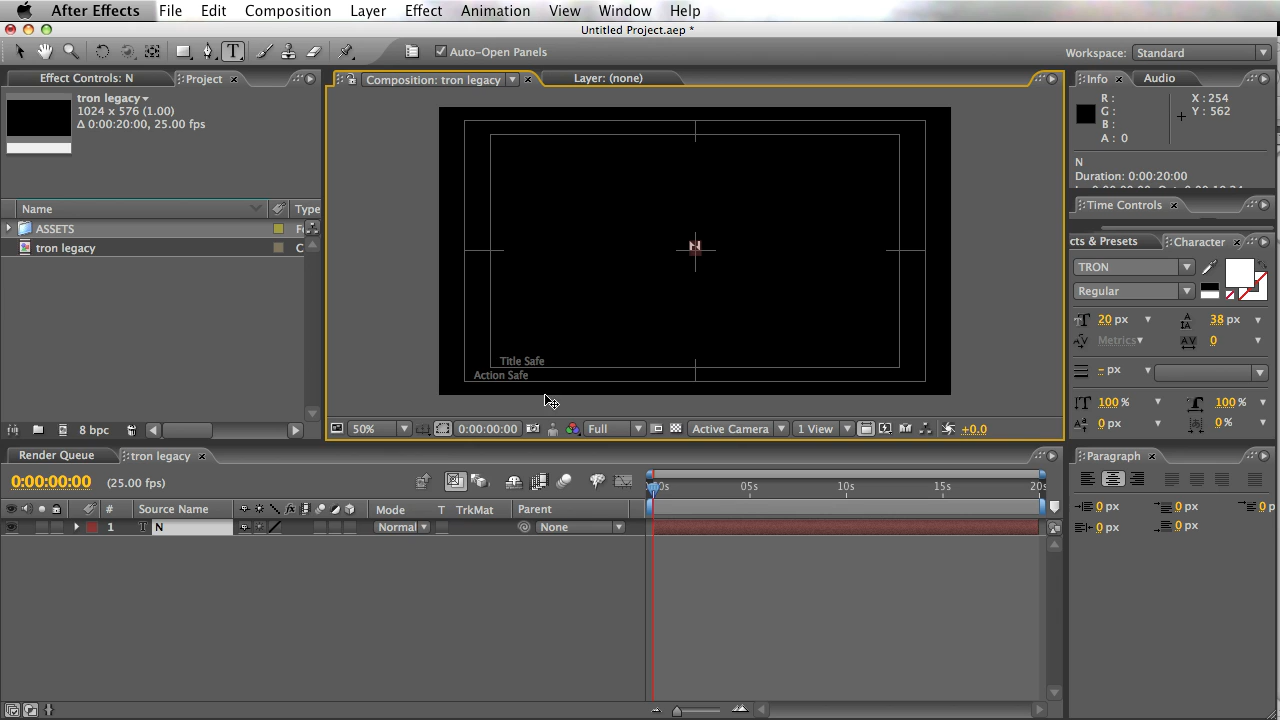 After Effects File Edit Composition Layer Effect Animation View Window Help
Untitled Project.aep *
T Auto-Open Panels Workspace: Standard
Effect Controls: N Project Composition: tron legacy Layer: (none) Info Audio
tron legacy
1024 x 576 (1.00)
Δ 0:00:20:00, 25.00 fps
R :
G :
B :
A : 0
X : 254
Y : 562
N
Duration: 0:00:20:00
Name Type
ASSETS F
tron legacy C
N
Title Safe
Action Safe
Time Controls
cts & Presets Character
TRON
Regular
20 px 38 px
Metrics 0
- px
100 % 100 %
0 px 0 %
8 bpc 50% 0:00:00:00 Full Active Camera 1 View +0.0
Render Queue tron legacy Paragraph
0:00:00:00 (25.00 fps)
00s 05s 10s 15s 20s
# Source Name Mode T TrkMat Parent
1 T N Normal None
0 px 0 px 0 p
0 px 0 px